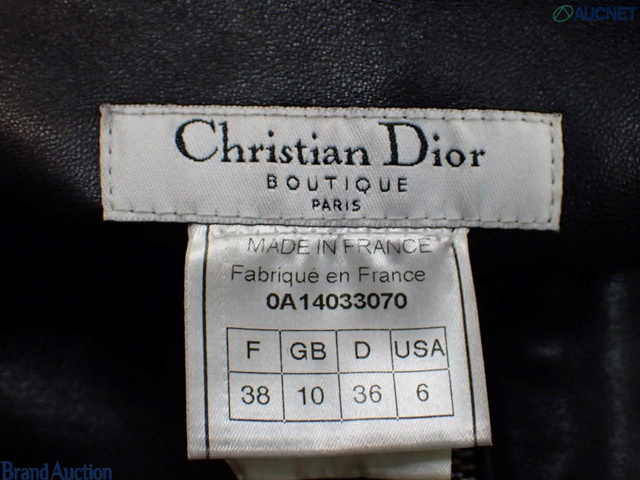 AUCNET
Christian Dior
BOUTIQUE
PARIS
MADE IN FRANCE
Fabriqué en France
0A14033070
F GB D USA
38 10 36 6
Brand Auction